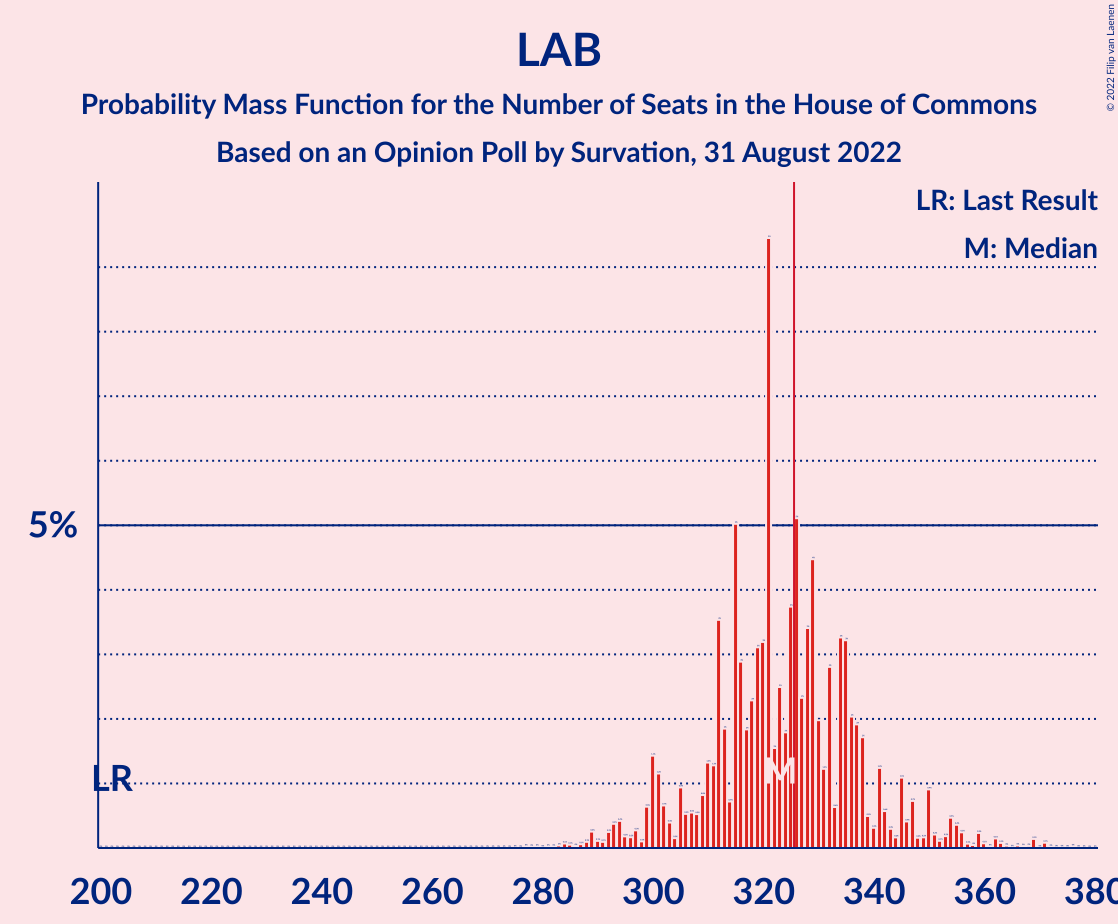 LAB
Probability Mass Function for the Number of Seats in the House of Commons
Based on an Opinion Poll by Survation, 31 August 2022
© 2022 Filip van Laenen
LR: Last Result
M: Median
5%
LR
M
200 220 240 260 280 300 320 340 360 380